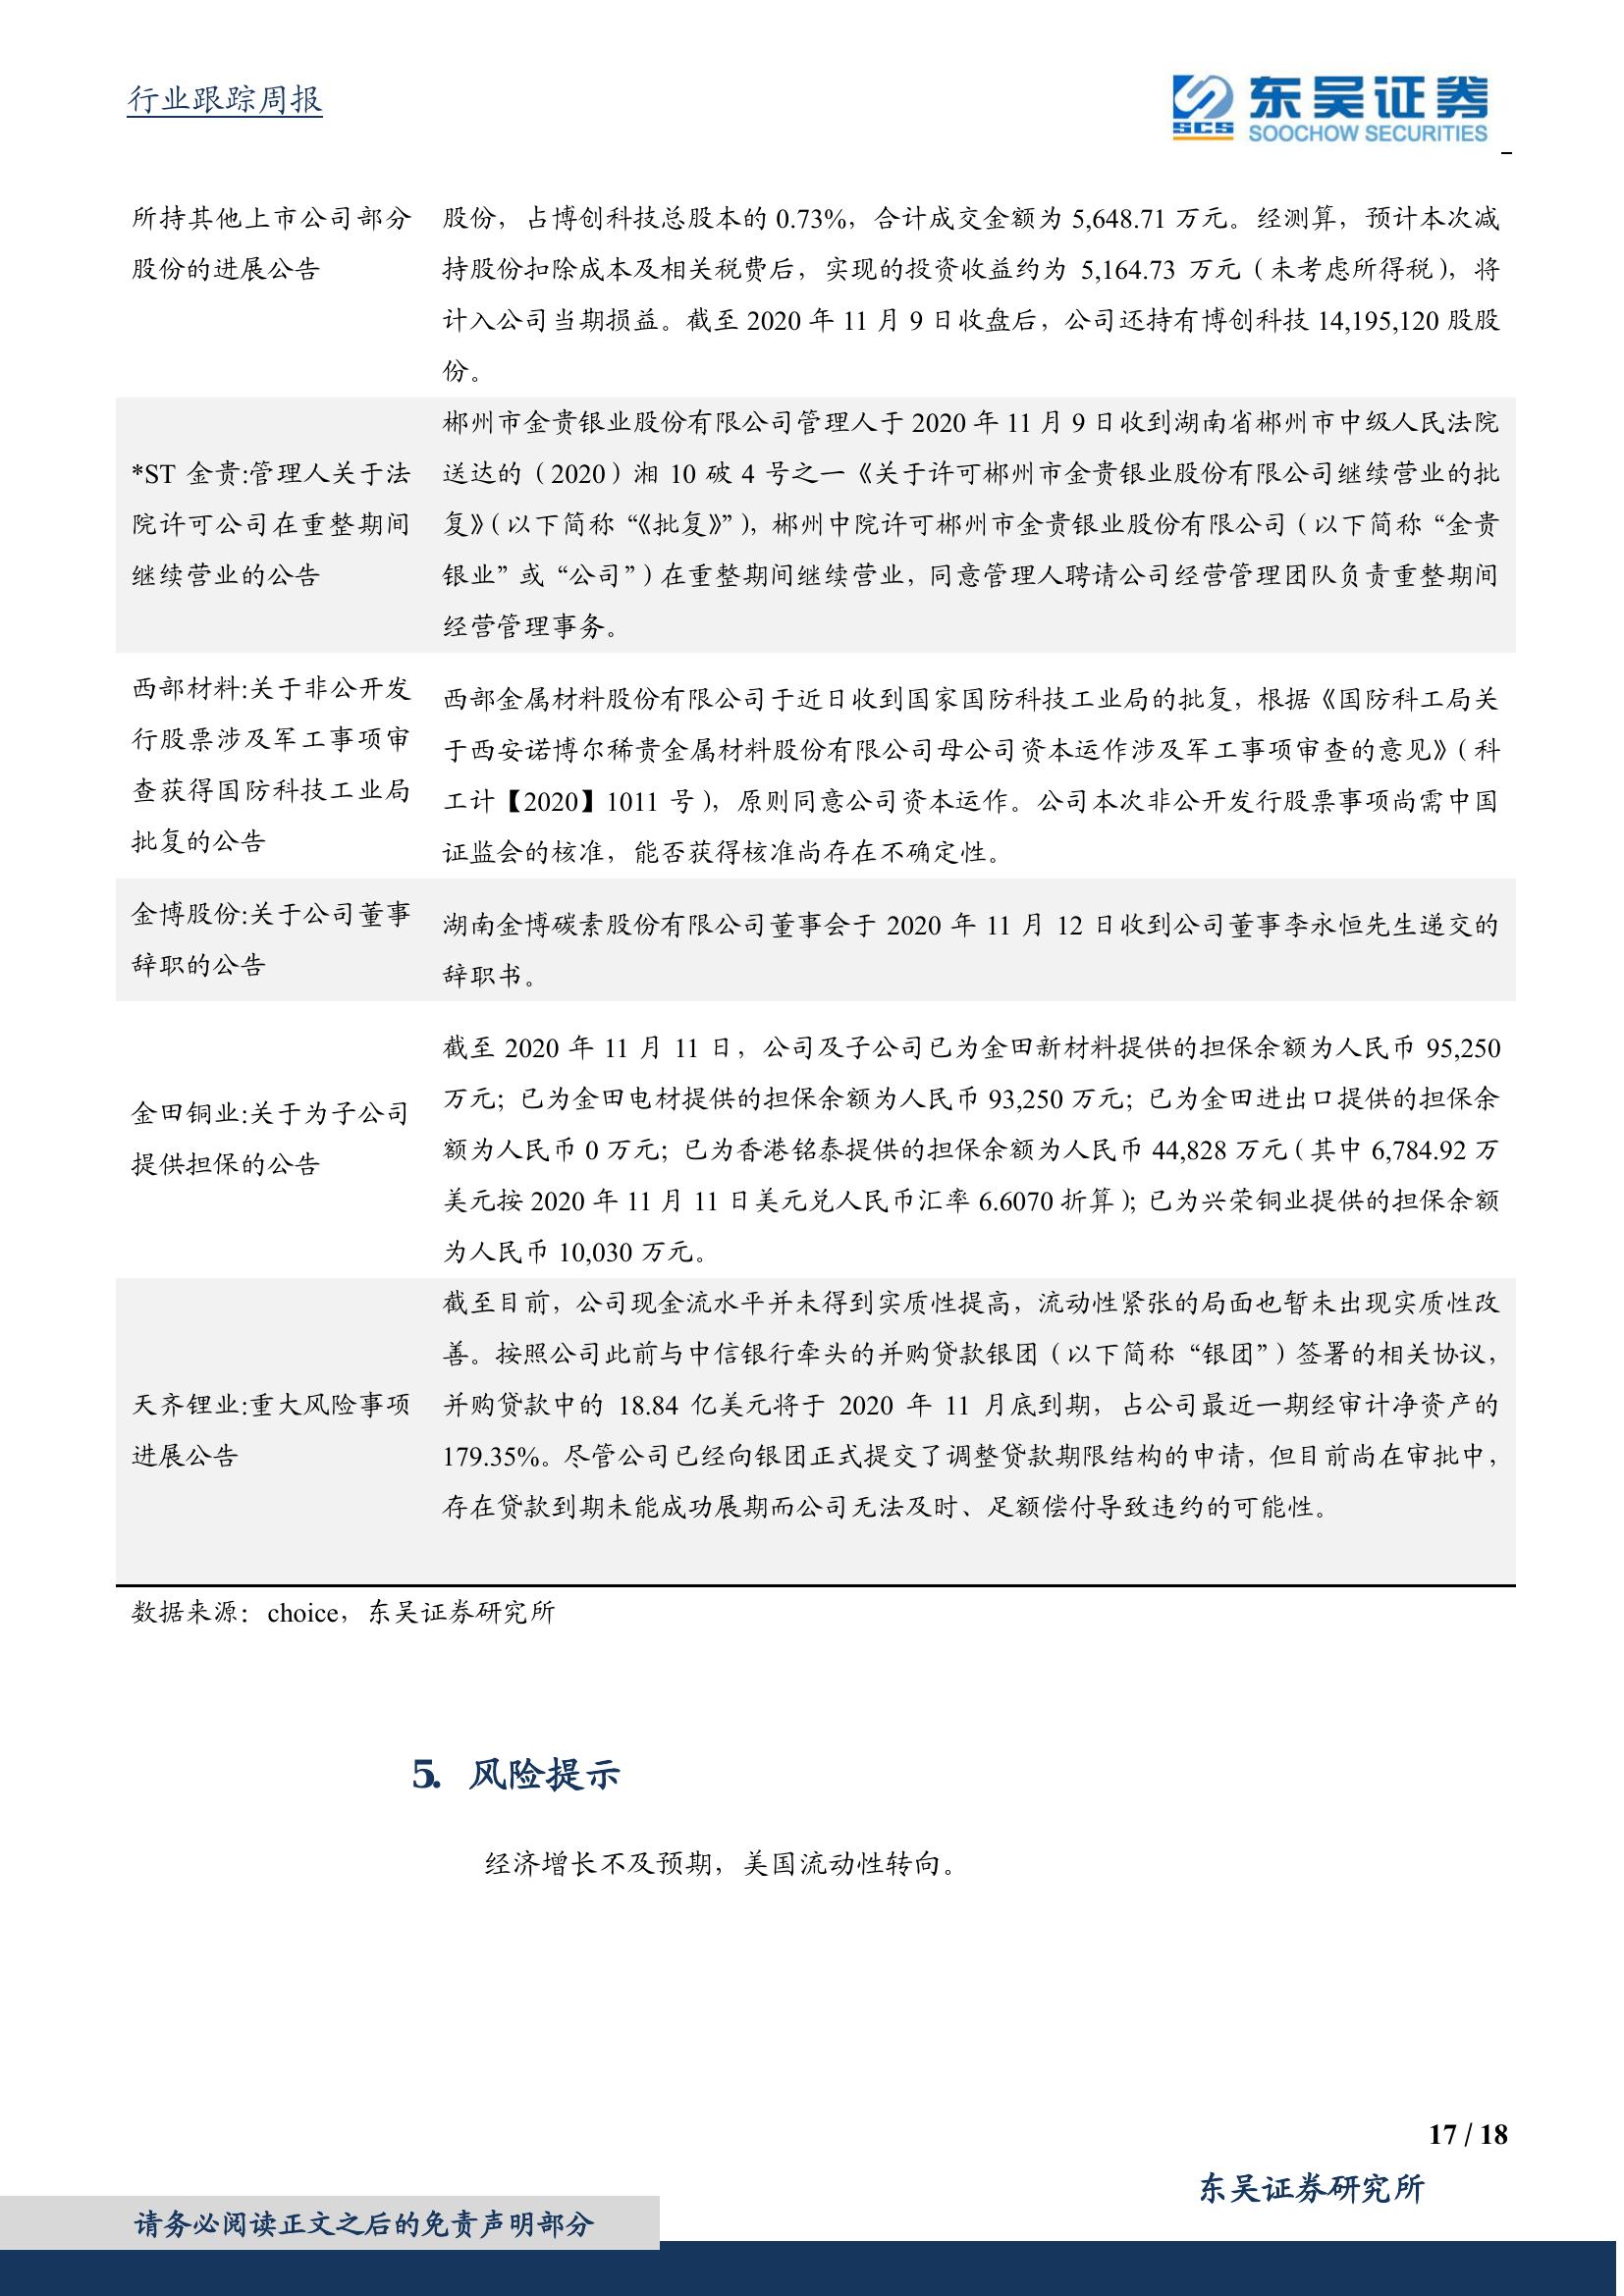 行业跟踪周报
东吴证券
SCS
SOOCHOW SECURITIES
所持其他上市公司部分
股份的进展公告
股份，占博创科技总股本的 0.73%，合计成交金额为 5,648.71 万元。经测算，预计本次减
持股份扣除成本及相关税费后，实现的投资收益约为 5,164.73 万元（未考虑所得税），将
计入公司当期损益。截至 2020 年 11 月 9 日收盘后，公司还持有博创科技 14,195,120 股股
份。
*ST 金贵:管理人关于法
院许可公司在重整期间
继续营业的公告
郴州市金贵银业股份有限公司管理人于 2020 年 11 月 9 日收到湖南省郴州市中级人民法院
送达的（2020）湘 10 破 4 号之一《关于许可郴州市金贵银业股份有限公司继续营业的批
复》（以下简称“《批复》”），郴州中院许可郴州市金贵银业股份有限公司（以下简称“金贵
银业”或“公司”）在重整期间继续营业，同意管理人聘请公司经营管理团队负责重整期间
经营管理事务。
西部材料:关于非公开发
行股票涉及军工事项审
查获得国防科技工业局
批复的公告
西部金属材料股份有限公司于近日收到国家国防科技工业局的批复，根据《国防科工局关
于西安诺博尔稀贵金属材料股份有限公司母公司资本运作涉及军工事项审查的意见》（科
工计【2020】1011 号），原则同意公司资本运作。公司本次非公开发行股票事项尚需中国
证监会的核准，能否获得核准尚存在不确定性。
金博股份:关于公司董事
辞职的公告
湖南金博碳素股份有限公司董事会于 2020 年 11 月 12 日收到公司董事李永恒先生递交的
辞职书。
金田铜业:关于为子公司
提供担保的公告
截至 2020 年 11 月 11 日，公司及子公司已为金田新材料提供的担保余额为人民币 95,250
万元；已为金田电材提供的担保余额为人民币 93,250 万元；已为金田进出口提供的担保余
额为人民币 0 万元；已为香港铭泰提供的担保余额为人民币 44,828 万元（其中 6,784.92 万
美元按 2020 年 11 月 11 日美元兑人民币汇率 6.6070 折算）；已为兴荣铜业提供的担保余额
为人民币 10,030 万元。
天齐锂业:重大风险事项
进展公告
截至目前，公司现金流水平并未得到实质性提高，流动性紧张的局面也暂未出现实质性改
善。按照公司此前与中信银行牵头的并购贷款银团（以下简称“银团”）签署的相关协议，
并购贷款中的 18.84 亿美元将于 2020 年 11 月底到期，占公司最近一期经审计净资产的
179.35%。尽管公司已经向银团正式提交了调整贷款期限结构的申请，但目前尚在审批中，
存在贷款到期未能成功展期而公司无法及时、足额偿付导致违约的可能性。
数据来源：choice，东吴证券研究所
5. 风险提示
经济增长不及预期，美国流动性转向。
17 / 18
东吴证券研究所
请务必阅读正文之后的免责声明部分